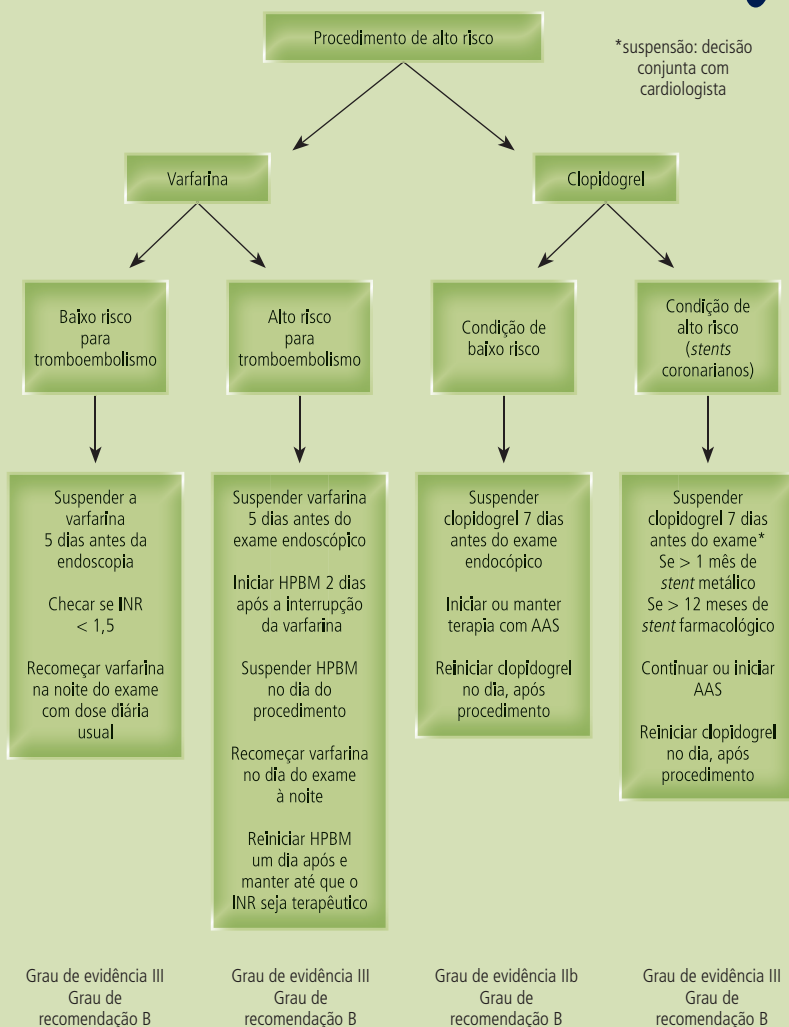 Procedimento de alto risco
*suspensão: decisão
conjunta com
cardiologista
Varfarina
Clopidogrel
Baixo risco
para
tromboembolismo
Alto risco
para
tromboembolismo
Condição de
baixo risco
Condição de
alto risco
(stents
coronarianos)
Suspender a
varfarina
5 dias antes da
endoscopia
Checar se INR
< 1,5
Recomeçar varfarina
na noite do exame
com dose diária
usual
Suspender varfarina
5 dias antes do
exame endoscópico
Iniciar HPBM 2 dias
após a interrupção
da varfarina
Suspender HPBM
no dia do
procedimento
Recomeçar varfarina
no dia do exame
à noite
Reiniciar HPBM
um dia após e
manter até que o
INR seja terapêutico
Suspender
clopidogrel 7 dias
antes do exame
endocópico
Iniciar ou manter
terapia com AAS
Reiniciar clopidogrel
no dia, após
procedimento
Suspender
clopidogrel 7 dias
antes do exame*
Se > 1 mês de
stent metálico
Se > 12 meses de
stent farmacológico
Continuar ou iniciar
AAS
Reiniciar clopidogrel
no dia, após
procedimento
Grau de evidência III
Grau de
recomendação B
Grau de evidência III
Grau de
recomendação B
Grau de evidência IIb
Grau de
recomendação B
Grau de evidência III
Grau de
recomendação B